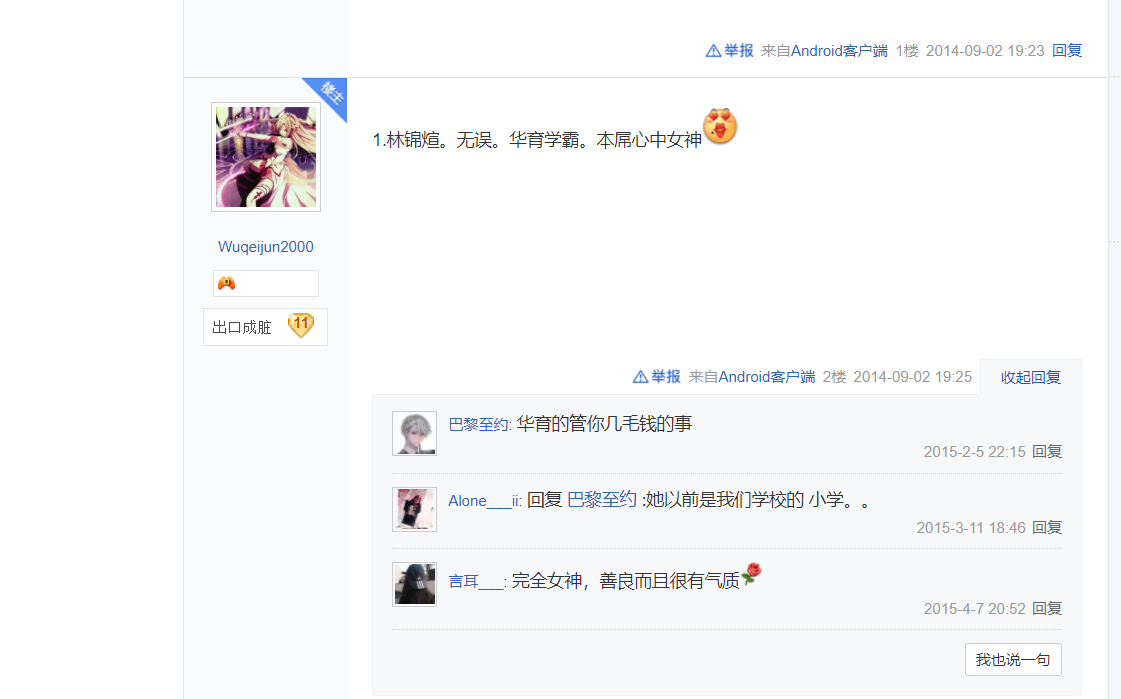 举报 来自Android客户端 1楼 2014-09-02 19:23 回复
楼主
1.林锦煊。无误。华育学霸。本屌心中女神
Wuqeijun2000
出口成脏 11
举报 来自Android客户端 2楼 2014-09-02 19:25 收起回复
巴黎至约: 华育的管你几毛钱的事
2015-2-5 22:15 回复
Alone___ii: 回复 巴黎至约 :她以前是我们学校的 小学。。
2015-3-11 18:46 回复
言耳___: 完全女神，善良而且很有气质
2015-4-7 20:52 回复
我也说一句